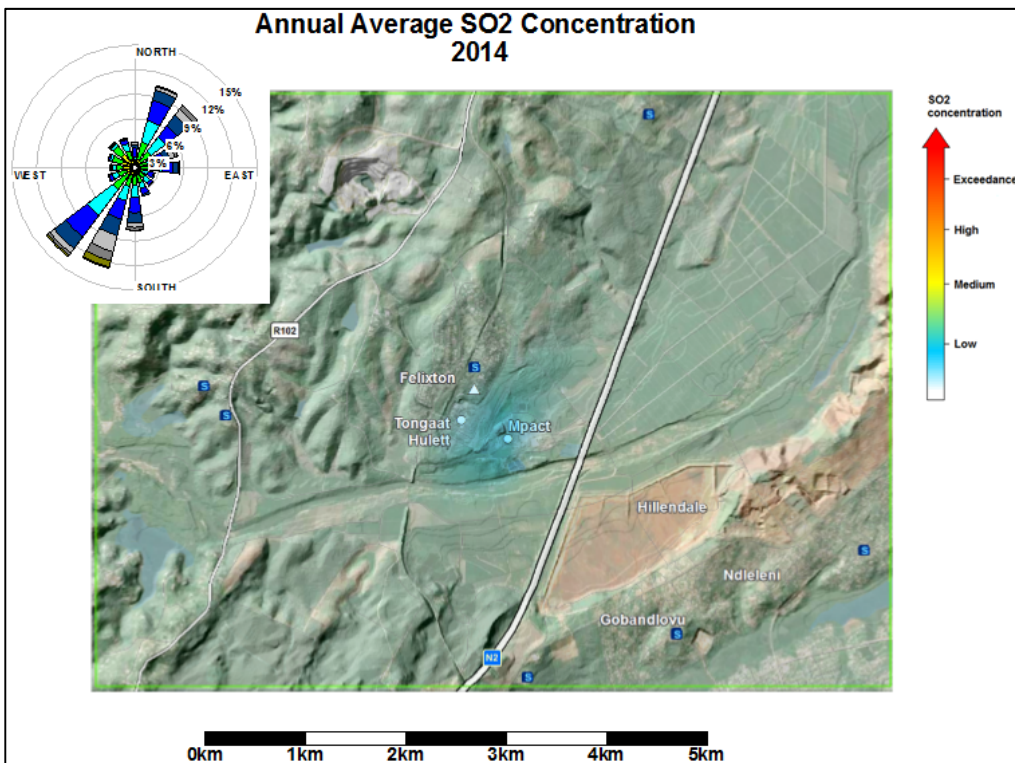 Annual Average SO2 Concentration
2014
NORTH
15%
12%
9%
6%
3%
WEST
EAST
SOUTH
SO2
concentration
Exceedance
High
Medium
Low
S
R102
S
Felixton
S
S
Tongaat
Hulett
Mpact
Hillendale
S
Ndleleni
Gobandlovu
S
N2
S
0km
1km
2km
3km
4km
5km